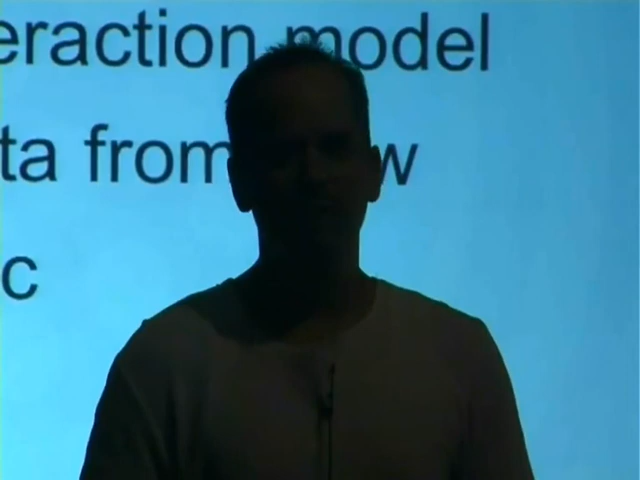 eraction model
ta from w
c